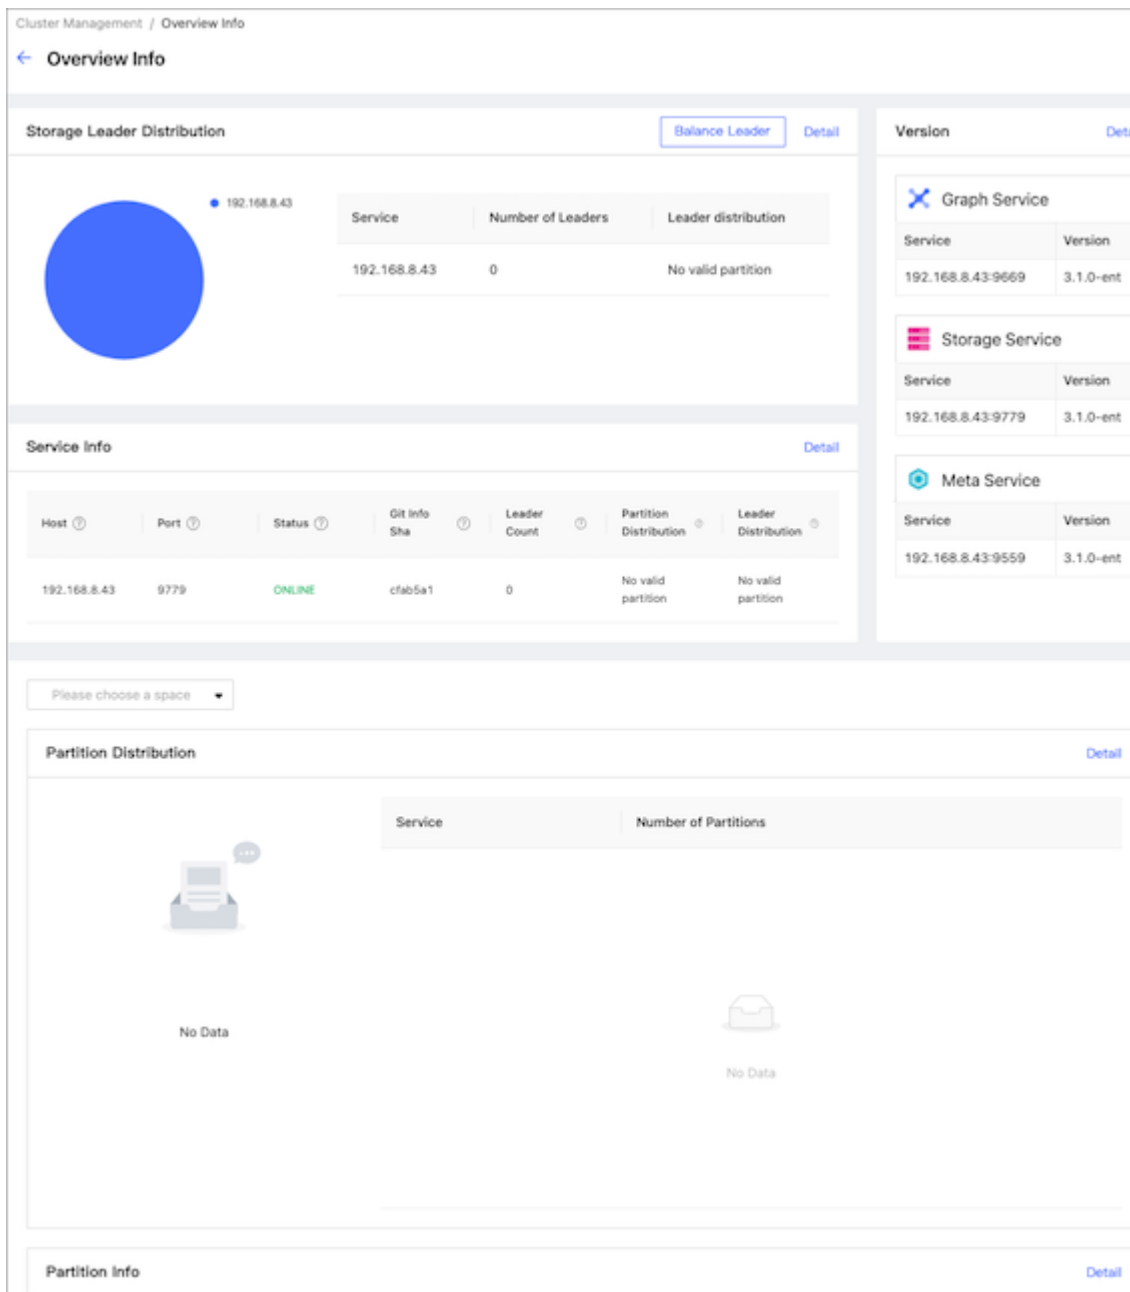 Cluster Management / Overview Info
← Overview Info
Storage Leader Distribution
Balance Leader
Detail
192.168.8.43
Service Number of Leaders Leader distribution
192.168.8.43 0 No valid partition
Version
Deta
Graph Service
Service Version
192.168.8.43:9669 3.1.0-ent
Storage Service
Service Version
192.168.8.43:9779 3.1.0-ent
Meta Service
Service Version
192.168.8.43:9559 3.1.0-ent
Service Info
Detail
Host Port Status Git Info Sha Leader Count Partition Distribution Leader Distribution
192.168.8.43 9779 ONLINE cfab5a1 0 No valid partition No valid partition
Please choose a space
Partition Distribution
Detail
No Data
Service Number of Partitions
No Data
Partition Info
Detail